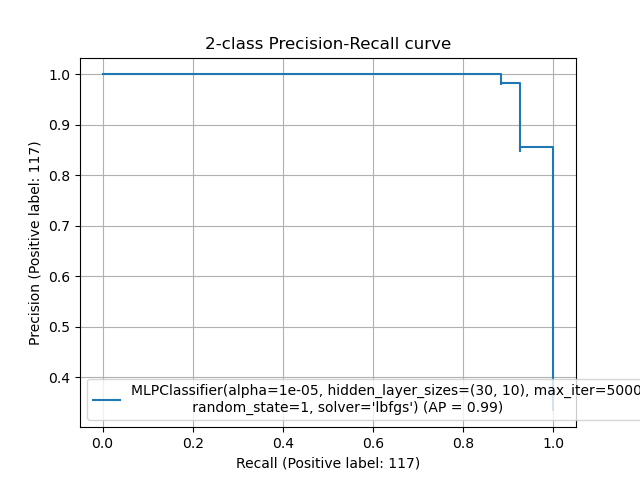 2-class Precision-Recall curve
1.0
0.9
0.8
0.7
0.6
0.5
0.4
Precision (Positive label: 117)
MLPClassifier(alpha=1e-05, hidden_layer_sizes=(30, 10), max_iter=5000
random_state=1, solver='lbfgs') (AP = 0.99)
0.0 0.2 0.4 0.6 0.8 1.0
Recall (Positive label: 117)